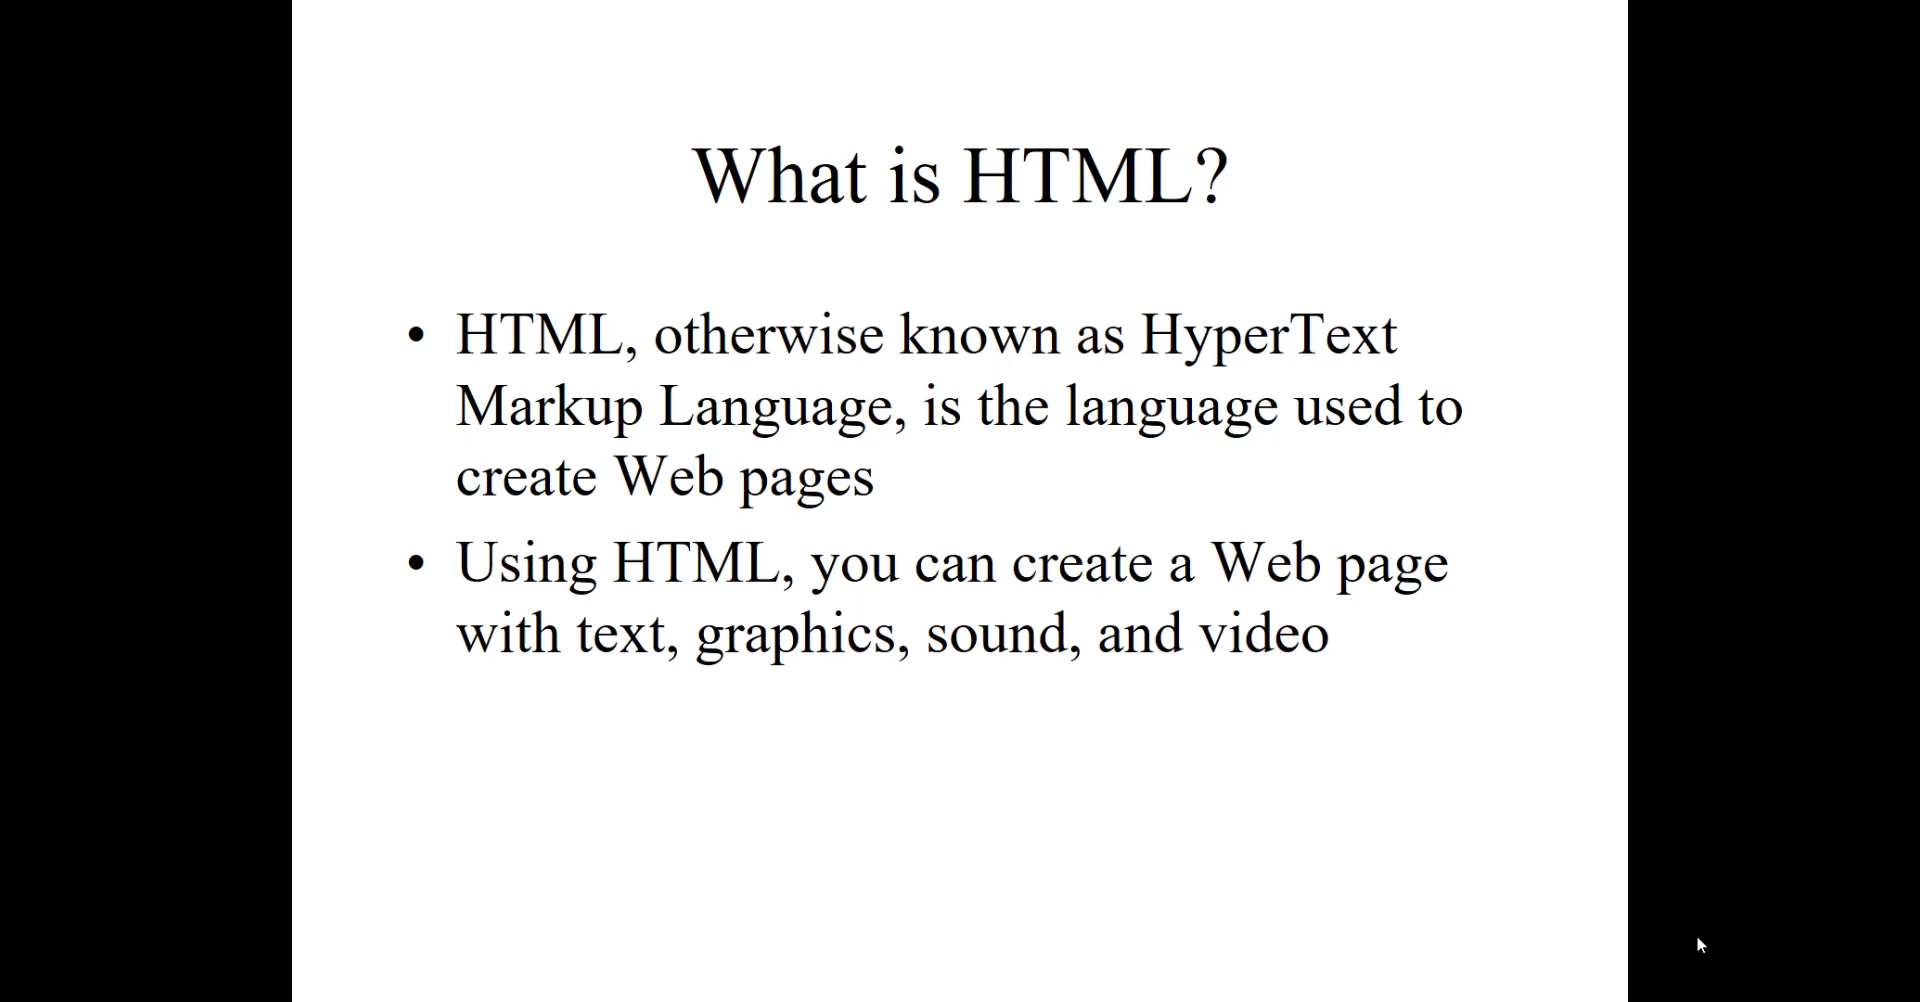 What is HTML?
• HTML, otherwise known as HyperText
Markup Language, is the language used to
create Web pages
• Using HTML, you can create a Web page
with text, graphics, sound, and video